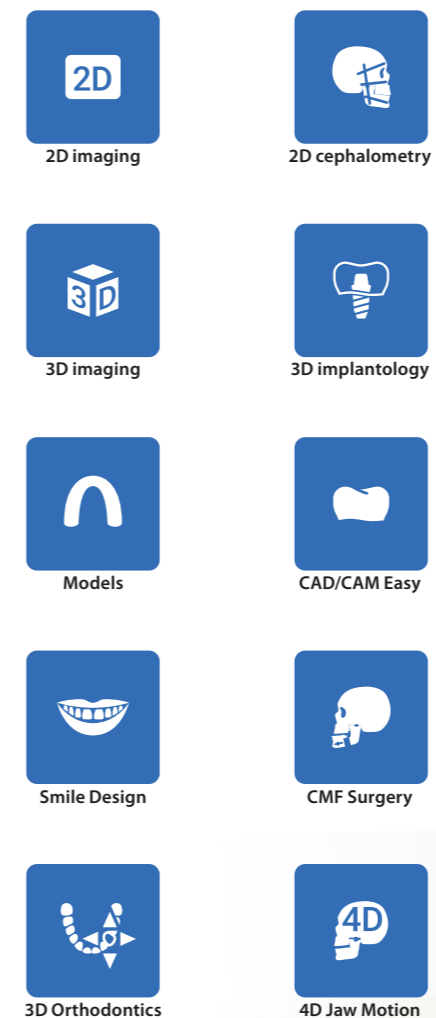 2D
2D imaging
2D cephalometry
3D
3D imaging
3D implantology
Models
CAD/CAM Easy
Smile Design
CMF Surgery
3D Orthodontics
4D
4D Jaw Motion